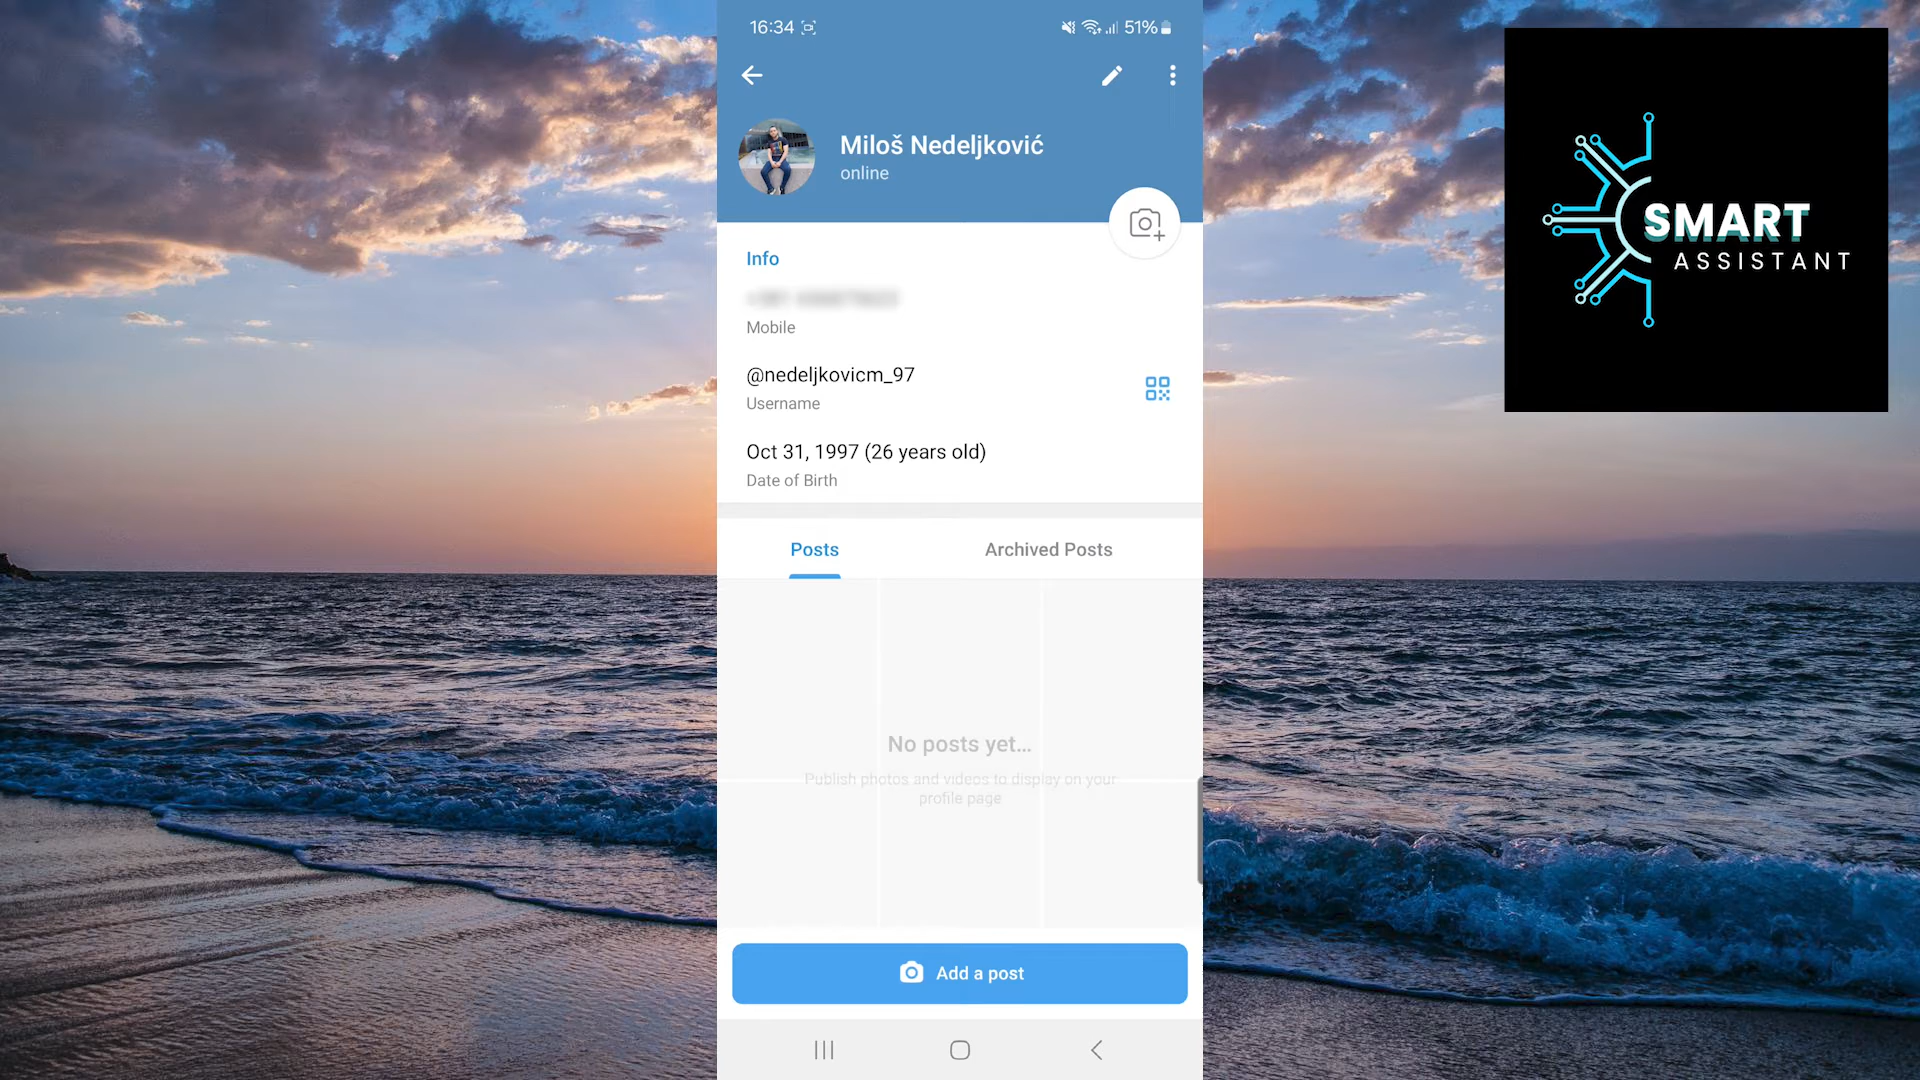 16:34
51%
Miloš Nedeljković
online
Info
Mobile
@nedeljkovicm_97
Username
Oct 31, 1997 (26 years old)
Date of Birth
Posts
Archived Posts
No posts yet...
Publish photos and videos to display on your
profile page
Add a post
SMART
ASSISTANT